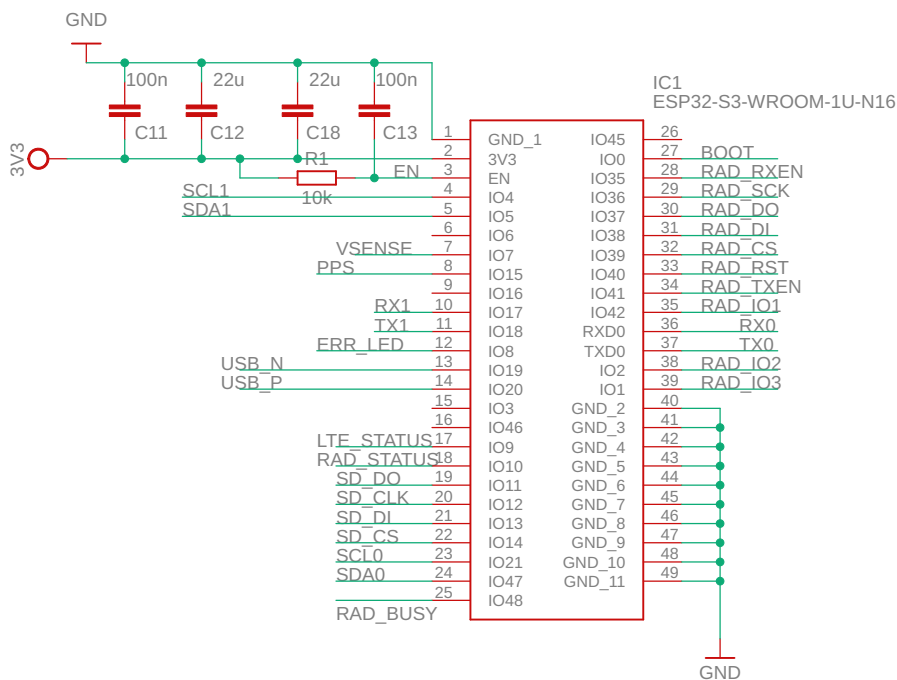 GND
100n
22u
22u
100n
C11
C12
C18
C13
3V3
R1
10k
EN
IC1
ESP32-S3-WROOM-1U-N16
1 GND_1 IO45 26
2 3V3 IO0 27 BOOT
3 EN IO35 28 RAD_RXEN
SCL1 4 IO4 IO36 29 RAD_SCK
SDA1 5 IO5 IO37 30 RAD_DO
6 IO6 IO38 31 RAD_DI
VSENSE 7 IO7 IO39 32 RAD_CS
PPS 8 IO15 IO40 33 RAD_RST
9 IO16 IO41 34 RAD_TXEN
RX1 10 IO17 IO42 35 RAD_IO1
TX1 11 IO18 RXD0 36 RX0
ERR_LED 12 IO8 TXD0 37 TX0
USB_N 13 IO19 IO2 38 RAD_IO2
USB_P 14 IO20 IO1 39 RAD_IO3
15 IO3 GND_2 40
16 IO46 GND_3 41
LTE_STATUS 17 IO9 GND_4 42
RAD_STATUS 18 IO10 GND_5 43
SD_DO 19 IO11 GND_6 44
SD_CLK 20 IO12 GND_7 45
SD_DI 21 IO13 GND_8 46
SD_CS 22 IO14 GND_9 47
SCL0 23 IO21 GND_10 48
SDA0 24 IO47 GND_11 49
25 IO48
RAD_BUSY
GND